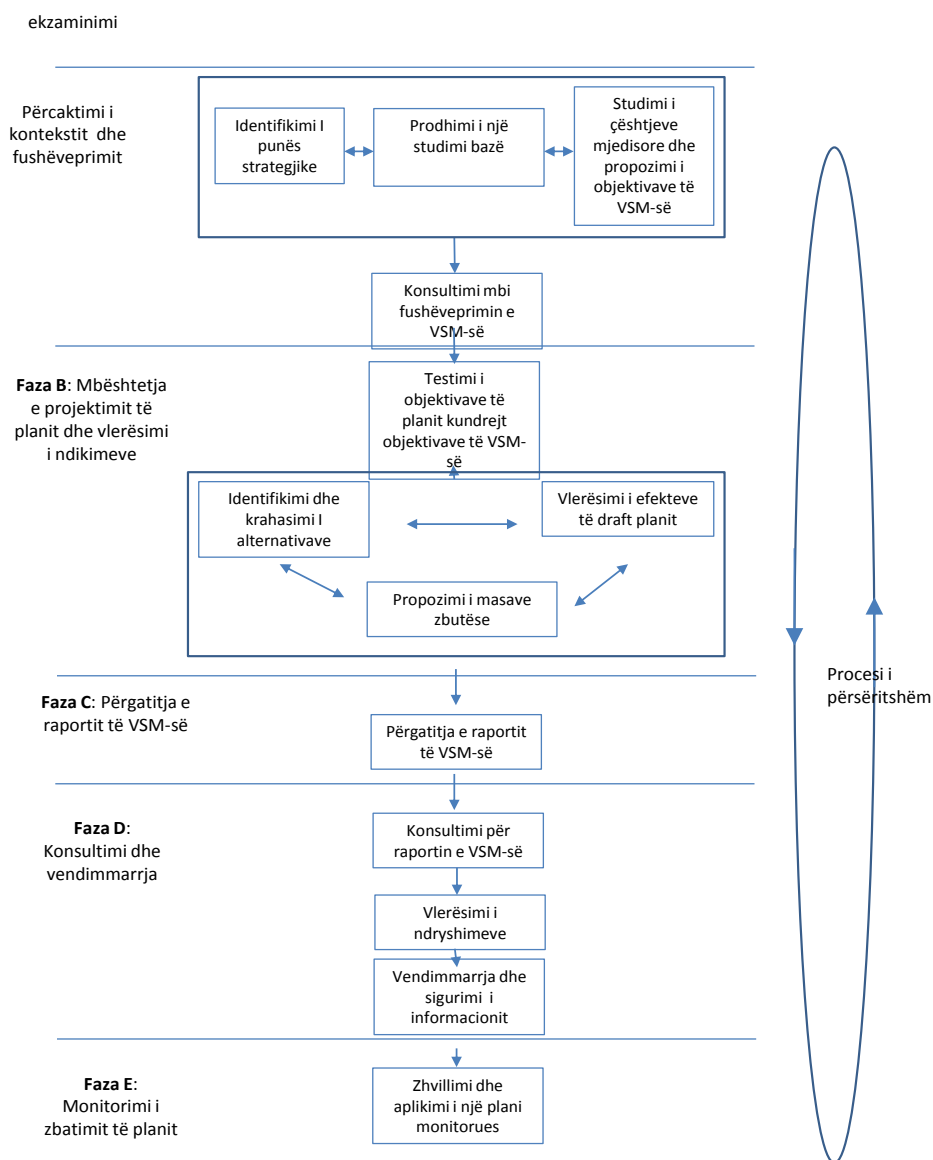 ekzaminimi
Përcaktimi i
kontekstit dhe
fushëveprimit
Identifikimi I
punës
strategjike
Prodhimi i një
studimi bazë
Studimi i
çështjeve
mjedisore dhe
propozimi i
objektivave të
VSM-së
Konsultimi mbi
fushëveprimin e
VSM-së
Faza B: Mbështetja
e projektimit të
planit dhe vlerësimi
i ndikimeve
Testimi i
objektivave të
planit kundrejt
objektivave të VSM-
së
Identifikimi dhe
krahasimi I
alternativave
Vlerësimi i efekteve
të draft planit
Propozimi i masave
zbutëse
Procesi i
përsëritshëm
Faza C: Përgatitja e
raportit të VSM-së
Përgatitja e raportit
të VSM-së
Faza D:
Konsultimi dhe
vendimmarrja
Konsultimi për
raportin e VSM-së
Vlerësimi i
ndryshimeve
Vendimmarrja dhe
sigurimi i
informacionit
Faza E:
Monitorimi i
zbatimit të planit
Zhvillimi dhe
aplikimi i një plani
monitorues